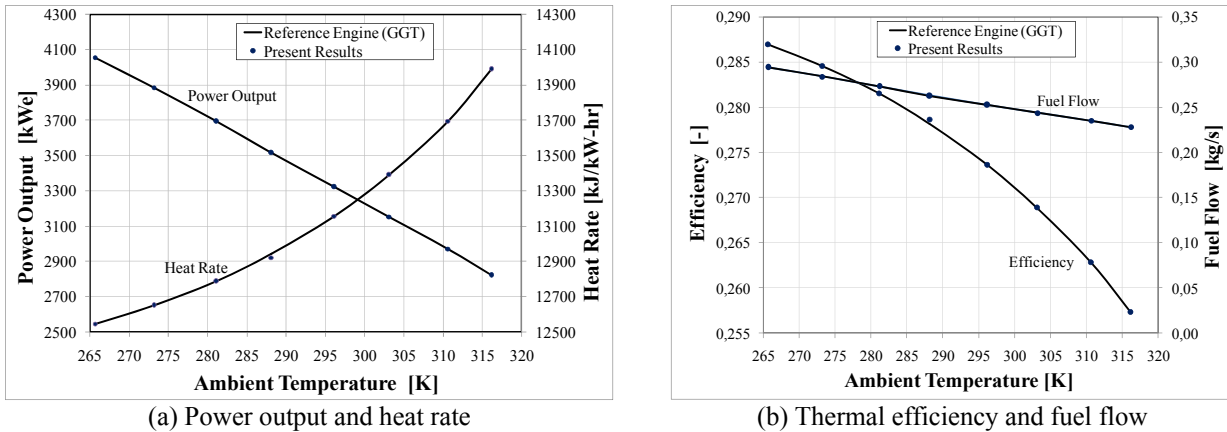 4300
4100
3900
3700
3500
3300
3100
2900
2700
2500
Power Output [kWe]
Reference Engine (GGT)
Present Results
Power Output
Heat Rate
14300
14100
13900
13700
13500
13300
13100
12900
12700
12500
Heat Rate [kJ/kW-hr]
265 270 275 280 285 290 295 300 305 310 315 320
Ambient Temperature [K]
(a) Power output and heat rate
0,290
0,285
0,280
0,275
0,270
0,265
0,260
0,255
Efficiency [-]
Reference Engine (GGT)
Present Results
Fuel Flow
Efficiency
0,35
0,30
0,25
0,20
0,15
0,10
0,05
0,00
Fuel Flow [kg/s]
265 270 275 280 285 290 295 300 305 310 315 320
Ambient Temperature [K]
(b) Thermal efficiency and fuel flow